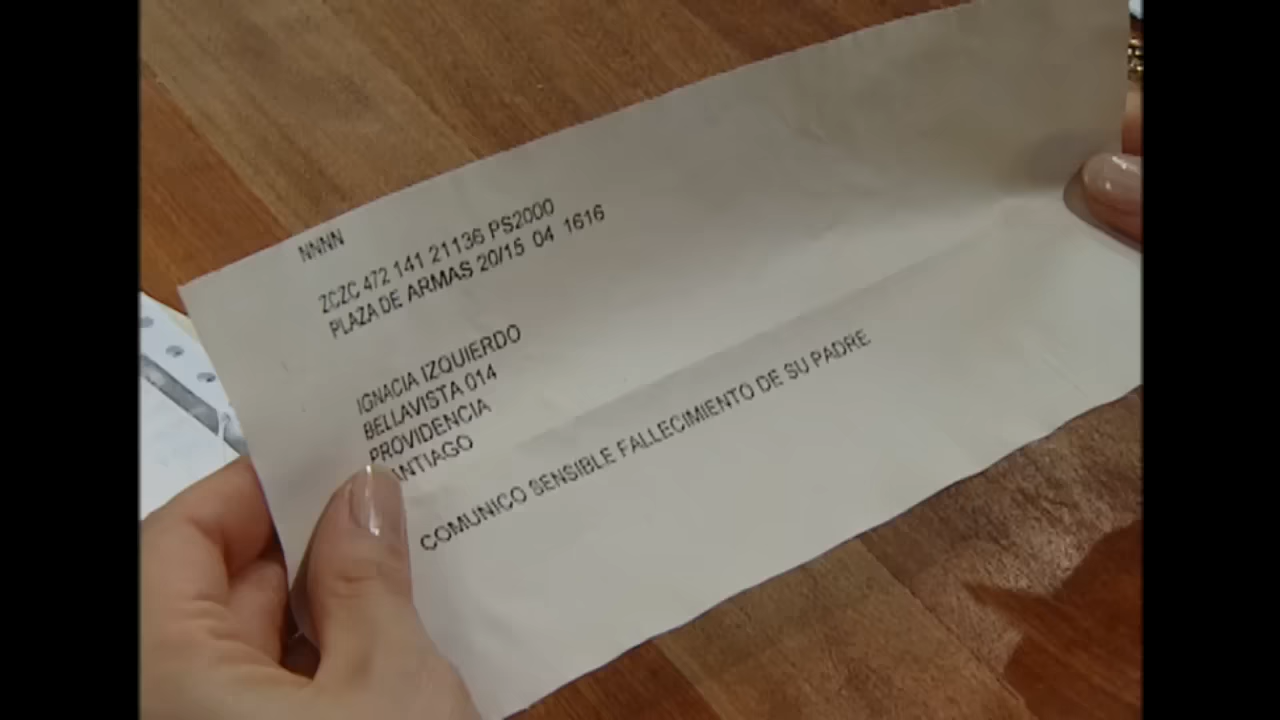 NNNN
ZCZC 472 141 21136 PS2000
PLAZA DE ARMAS 20/15 04 1616
IGNACIA IZQUIERDO
BELLAVISTA 014
PROVIDENCIA
ANTIAGO
COMUNICO SENSIBLE FALLECIMIENTO DE SU PADRE